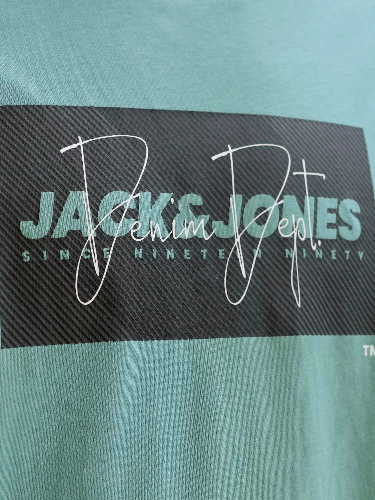 JACK&JONES
Denim Dept.
SINCE NINETEEN NINETY
TM